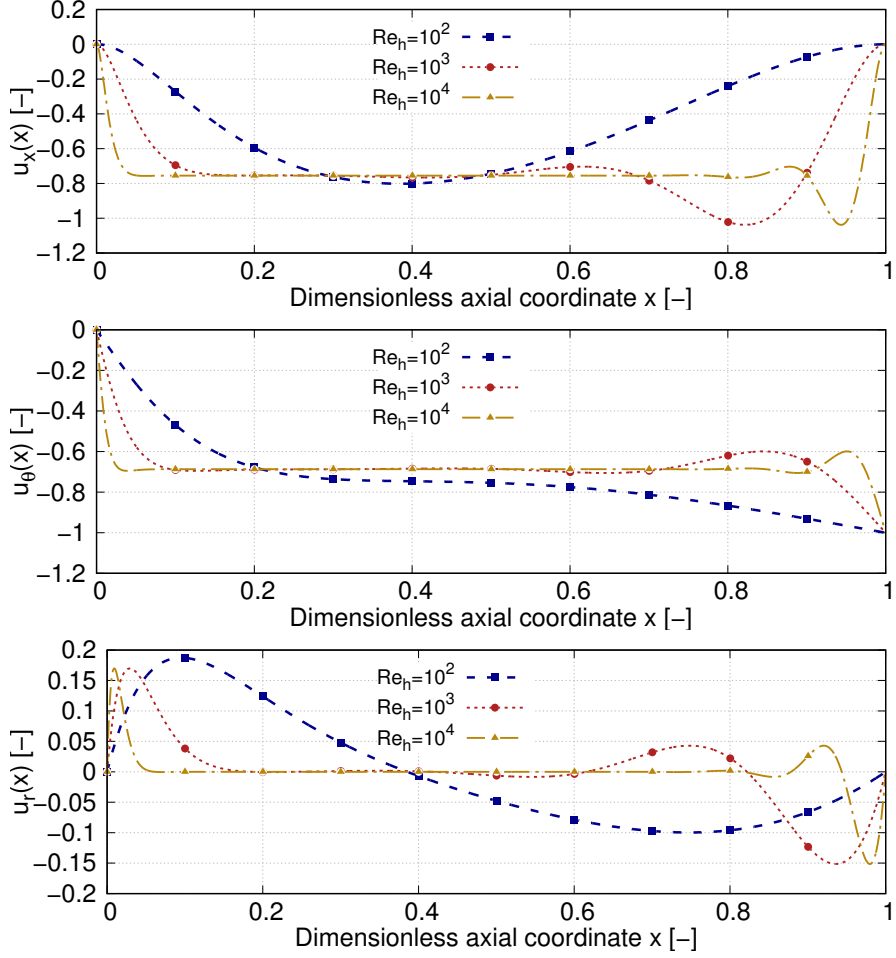 0.2
0
−0.2
−0.4
−0.6
−0.8
−1
−1.2
u_x(x) [−]
Re_h=10^2
Re_h=10^3
Re_h=10^4
0 0.2 0.4 0.6 0.8 1
Dimensionless axial coordinate x [−]
0
−0.2
−0.4
−0.6
−0.8
−1
−1.2
u_θ(x) [−]
Re_h=10^2
Re_h=10^3
Re_h=10^4
0 0.2 0.4 0.6 0.8 1
Dimensionless axial coordinate x [−]
0.2
0.15
0.1
0.05
0
−0.05
−0.1
−0.15
−0.2
u_r(x) [−]
Re_h=10^2
Re_h=10^3
Re_h=10^4
0 0.2 0.4 0.6 0.8 1
Dimensionless axial coordinate x [−]